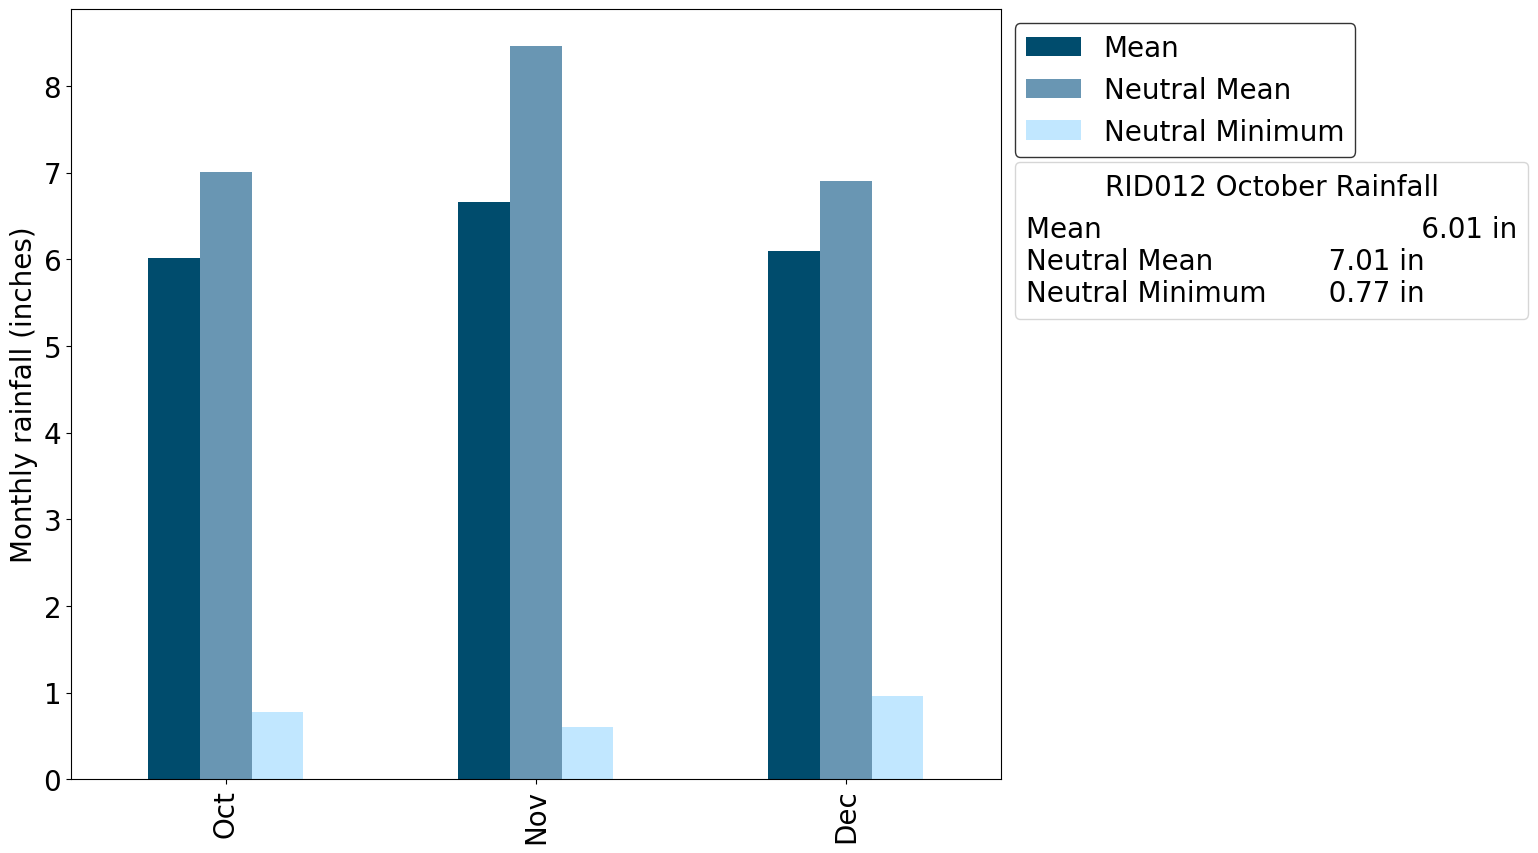 Monthly rainfall (inches)
8
7
6
5
4
3
2
1
0
Oct
Nov
Dec
Mean
Neutral Mean
Neutral Minimum
RID012 October Rainfall
Mean 6.01 in
Neutral Mean 7.01 in
Neutral Minimum 0.77 in